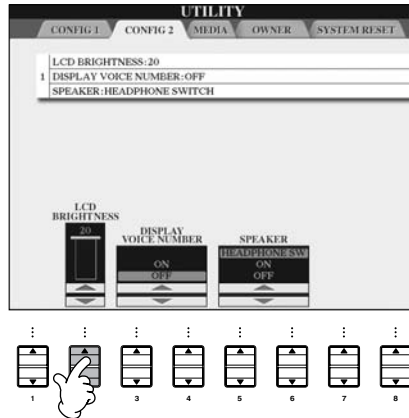 UTILITY
CONFIG 1 CONFIG 2 MEDIA OWNER SYSTEM RESET
LCD BRIGHTNESS:20
1 DISPLAY VOICE NUMBER:OFF
SPEAKER:HEADPHONE SWITCH
LCD BRIGHTNESS
20
DISPLAY VOICE NUMBER
ON
OFF
SPEAKER
HEADPHONE SW
ON
OFF
1 3 4 5 6 7 8